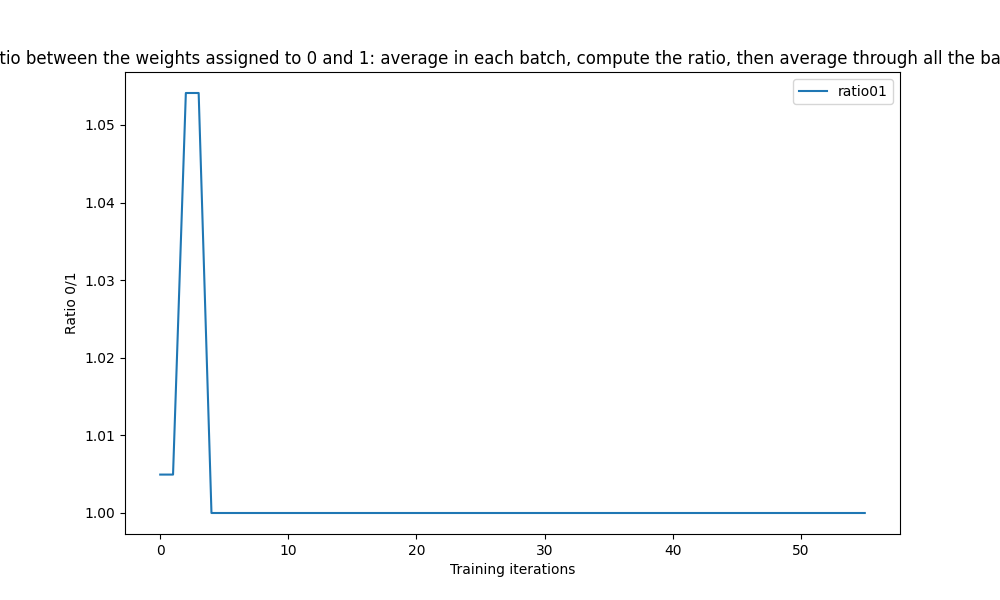 tio between the weights assigned to 0 and 1: average in each batch, compute the ratio, then average through all the ba
ratio01
1.05
1.04
1.03
1.02
1.01
1.00
Ratio 0/1
0 10 20 30 40 50
Training iterations